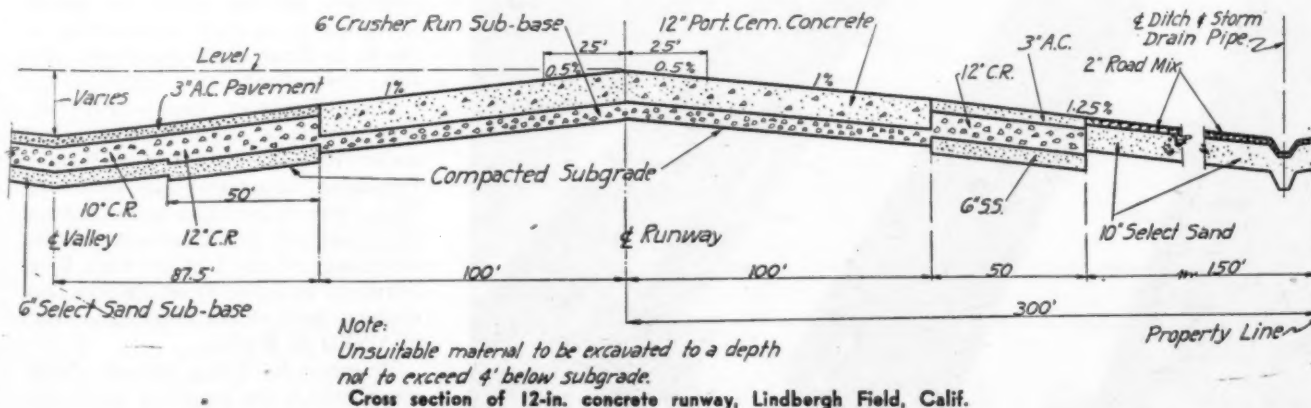 6" Crusher Run Sub-base
12" Port. Cem. Concrete
℄ Ditch & Storm
Drain Pipe
Level
25'
25'
3" A.C.
2" Road Mix
0.5%
0.5%
12" C.R.
Varies
3" A.C. Pavement
1%
1%
1.25%
Compacted Subgrade
50'
10" C.R.
12" C.R.
6" S.S.
10" Select Sand
℄ Valley
℄ Runway
87.5'
100'
100'
50
150'
6" Select Sand Sub-base
300'
Property Line
Note:
Unsuitable material to be excavated to a depth
not to exceed 4' below subgrade.
Cross section of 12-in. concrete runway, Lindbergh Field, Calif.